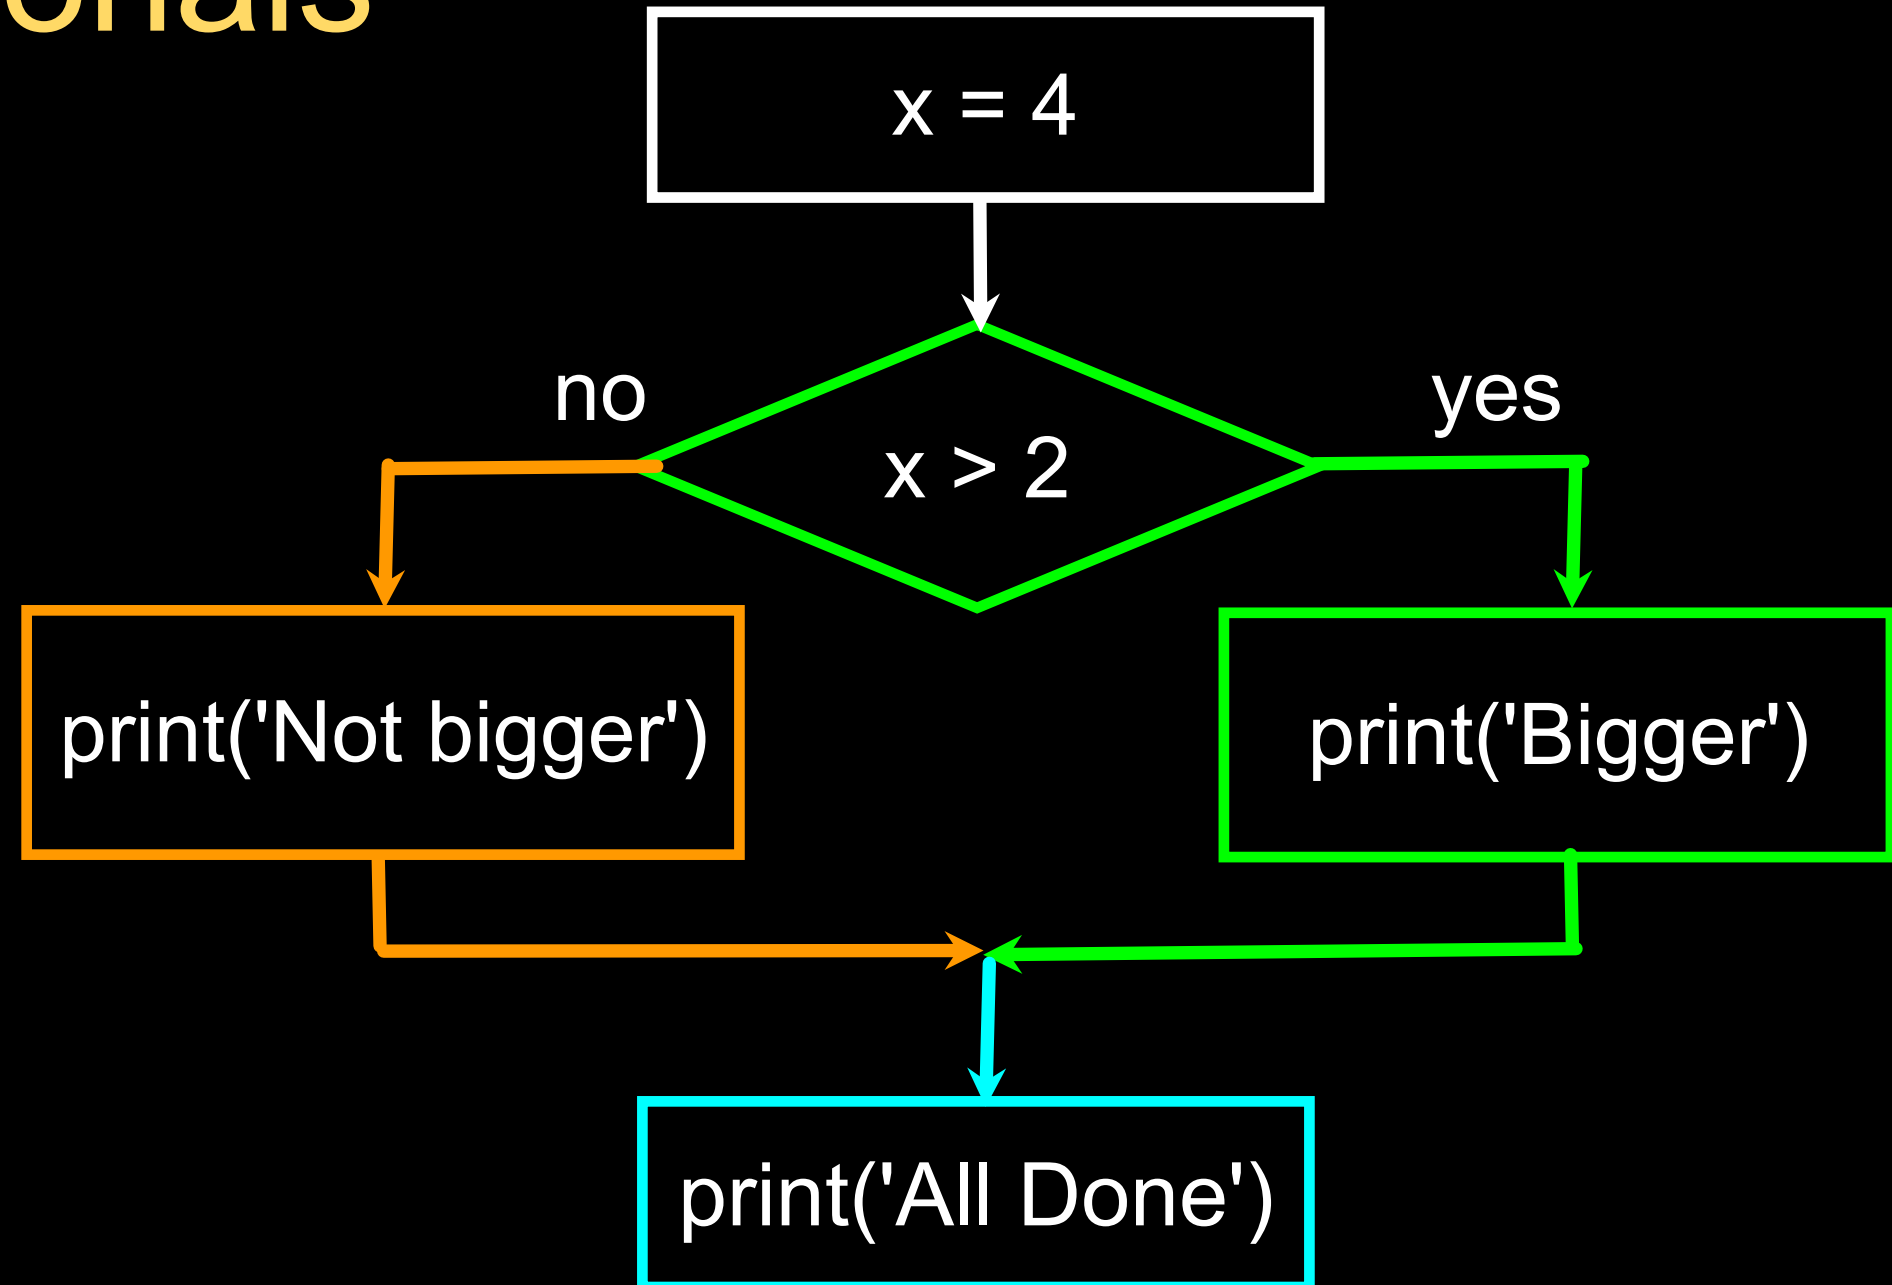 x = 4
no
yes
x > 2
print('Not bigger')
print('Bigger')
print('All Done')